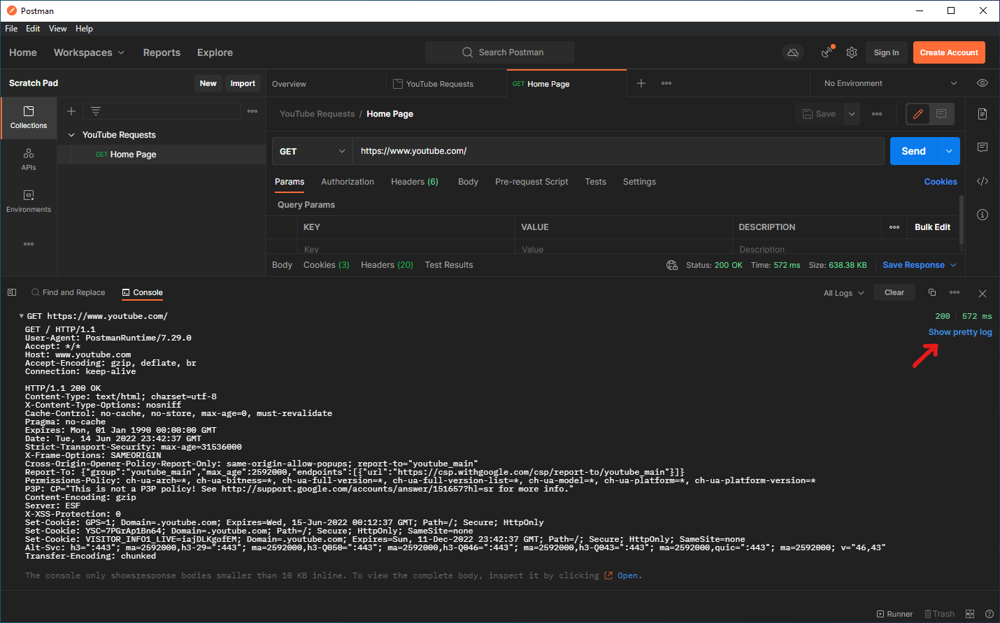 Postman
File Edit View Help
Home Workspaces Reports Explore Search Postman Sign In Create Account
Scratch Pad New Import Overview YouTube Requests GET Home Page No Environment
Collections
APIs
Environments
YouTube Requests
GET Home Page
YouTube Requests / Home Page Save
GET https://www.youtube.com/ Send
Params Authorization Headers (6) Body Pre-request Script Tests Settings Cookies
Query Params
KEY VALUE DESCRIPTION Bulk Edit
Key Value Description
Body Cookies (3) Headers (20) Test Results Status: 200 OK Time: 572 ms Size: 638.38 KB Save Response
Find and Replace Console All Logs Clear
GET https://www.youtube.com/ 200 572 ms
Show pretty log
GET / HTTP/1.1
User-Agent: PostmanRuntime/7.29.0
Accept: */*
Host: www.youtube.com
Accept-Encoding: gzip, deflate, br
Connection: keep-alive
HTTP/1.1 200 OK
Content-Type: text/html; charset=utf-8
X-Content-Type-Options: nosniff
Cache-Control: no-cache, no-store, max-age=0, must-revalidate
Pragma: no-cache
Expires: Mon, 01 Jan 1990 00:00:00 GMT
Date: Tue, 14 Jun 2022 23:42:37 GMT
Strict-Transport-Security: max-age=31536000
X-Frame-Options: SAMEORIGIN
Cross-Origin-Opener-Policy-Report-Only: same-origin-allow-popups; report-to="youtube_main"
Report-To: {"group":"youtube_main","max_age":2592000,"endpoints":[{"url":"https://csp.withgoogle.com/csp/report-to/youtube_main"}]}
Permissions-Policy: ch-ua-arch=*, ch-ua-bitness=*, ch-ua-full-version=*, ch-ua-full-version-list=*, ch-ua-model=*, ch-ua-platform=*, ch-ua-platform-version=*
P3P: CP="This is not a P3P policy! See http://support.google.com/accounts/answer/151657?hl=sr for more info."
Content-Encoding: gzip
Server: ESF
X-XSS-Protection: 0
Set-Cookie: GPS=1; Domain=.youtube.com; Expires=Wed, 15-Jun-2022 00:12:37 GMT; Path=/; Secure; HttpOnly
Set-Cookie: YSC=7PGrAp1Bn64; Domain=.youtube.com; Path=/; Secure; HttpOnly; SameSite=none
Set-Cookie: VISITOR_INFO1_LIVE=iajDLKgofEM; Domain=.youtube.com; Expires=Sun, 11-Dec-2022 23:42:37 GMT; Path=/; Secure; HttpOnly; SameSite=none
Alt-Svc: h3=":443"; ma=2592000,h3-29=":443"; ma=2592000,h3-Q050=":443"; ma=2592000,h3-Q046=":443"; ma=2592000,h3-Q043=":443"; ma=2592000,quic=":443"; ma=2592000; v="46,43"
Transfer-Encoding: chunked
The console only showsresponse bodies smaller than 10 KB inline. To view the complete body, inspect it by clicking Open.
Runner Trash